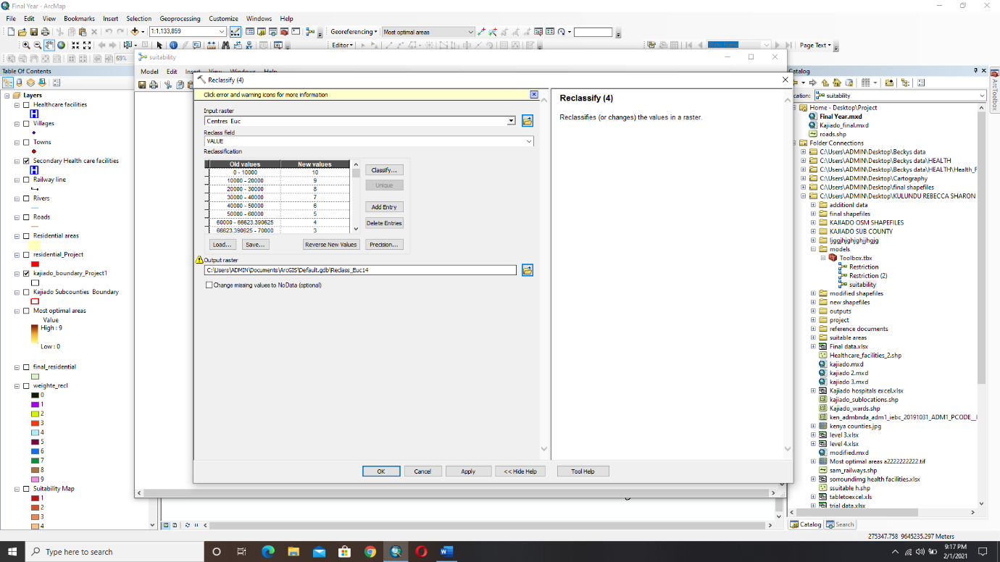 Final Year - ArcMap
File Edit View Bookmarks Insert Selection Geoprocessing Customize Windows Help
1:1,133,859
Georeferencing
Most optimal areas
Editor
Page Text
69%
suitability
Model Edit Insert View Windows Help
Table Of Contents
Layers
Healthcare facilities
H
Villages
Towns
Secondary Health care facilities
H
Railway line
Rivers
Roads
Residential areas
residential_Project
kajiado_boundary_Project1
Kajiado Subcounties Boundary
Most optimal areas
Value
High : 9
Low : 0
final_residential
weighte_recl
0
1
2
3
4
5
6
7
8
9
Suitability Map
1
2
3
4
Reclassify (4)
Click error and warning icons for more information
Input raster
Centres_Euc
Reclass field
VALUE
Reclassification
Old values New values
0 - 10000 10
10000 - 20000 9
20000 - 30000 8
30000 - 40000 7
40000 - 50000 6
50000 - 60000 5
60000 - 66623.390625 4
66623.390625 - 70000 3
Classify...
Unique
Add Entry
Delete Entries
Load... Save... Reverse New Values Precision...
Output raster
C:\Users\ADMIN\Documents\ArcGIS\Default.gdb\Reclass_Euc14
Change missing values to NoData (optional)
Reclassify (4)
Reclassifies (or changes) the values in a raster.
OK Cancel Apply << Hide Help Tool Help
Catalog
cation: suitability
Home - Desktop\Project
Final Year.mxd
Kajiado_final.mxd
roads.shp
Folder Connections
C:\Users\ADMIN\Desktop\Beckys data
C:\Users\ADMIN\Desktop\Beckys data\HEALTH
C:\Users\ADMIN\Desktop\Beckys data\HEALTH\Health_F
C:\Users\ADMIN\Desktop\Cartography
C:\Users\ADMIN\Desktop\final shapefiles
C:\Users\ADMIN\Desktop\KULUNDU REBECCA SHARON
additionl data
final shapefiles
KAJIADO OSM SHAPEFILES
KAJIADO SUB COUNTY
models
Toolbox.tbx
Restriction
Restriction (2)
suitability
modified shapefiles
new shapefiles
outputs
project
reference documents
suitable areas
Final data.xlsx
Healthcare_facilities_2.shp
kajiado.mxd
kajiado 2.mxd
kajiado 3.mxd
Kajiado hospitals excel.xlsx
kajiado_sublocations.shp
Kajiado_wards.shp
ken_admbnda_adm1_iebc_20191031_ADM1_PCODE__I
kenya counties.jpg
level 3.xlsx
level 4.xlsx
modified.mxd
Most optimal areas a2222222222.tif
sam_railways.shp
sorroundimg health facilities.xlsx
ssuitable h.shp
tabletoexcel.xls
trial data.xlsx
Catalog Search
ArcToolbox
275347.758 9645235.297 Meters
Type here to search
9:17 PM
2/1/2021